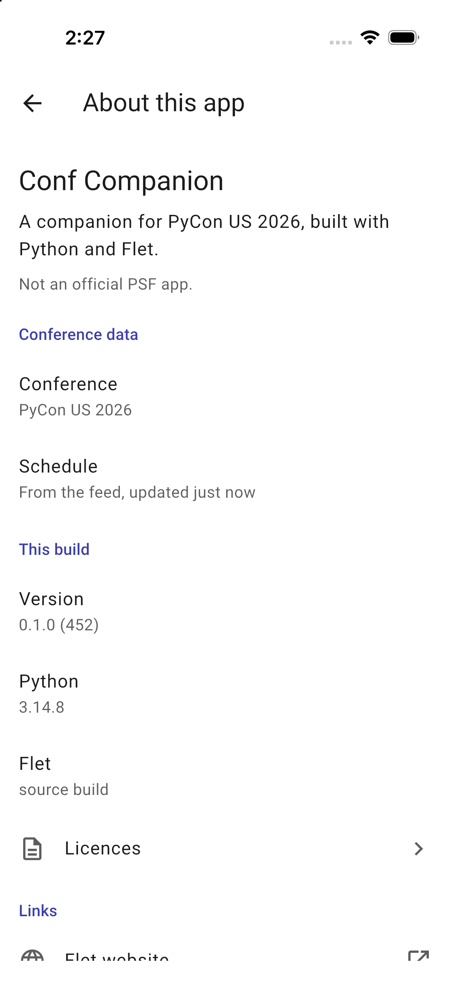 2:27
About this app
Conf Companion
A companion for PyCon US 2026, built with
Python and Flet.
Not an official PSF app.
Conference data
Conference
PyCon US 2026
Schedule
From the feed, updated just now
This build
Version
0.1.0 (452)
Python
3.14.8
Flet
source build
Licences
Links
Flet website